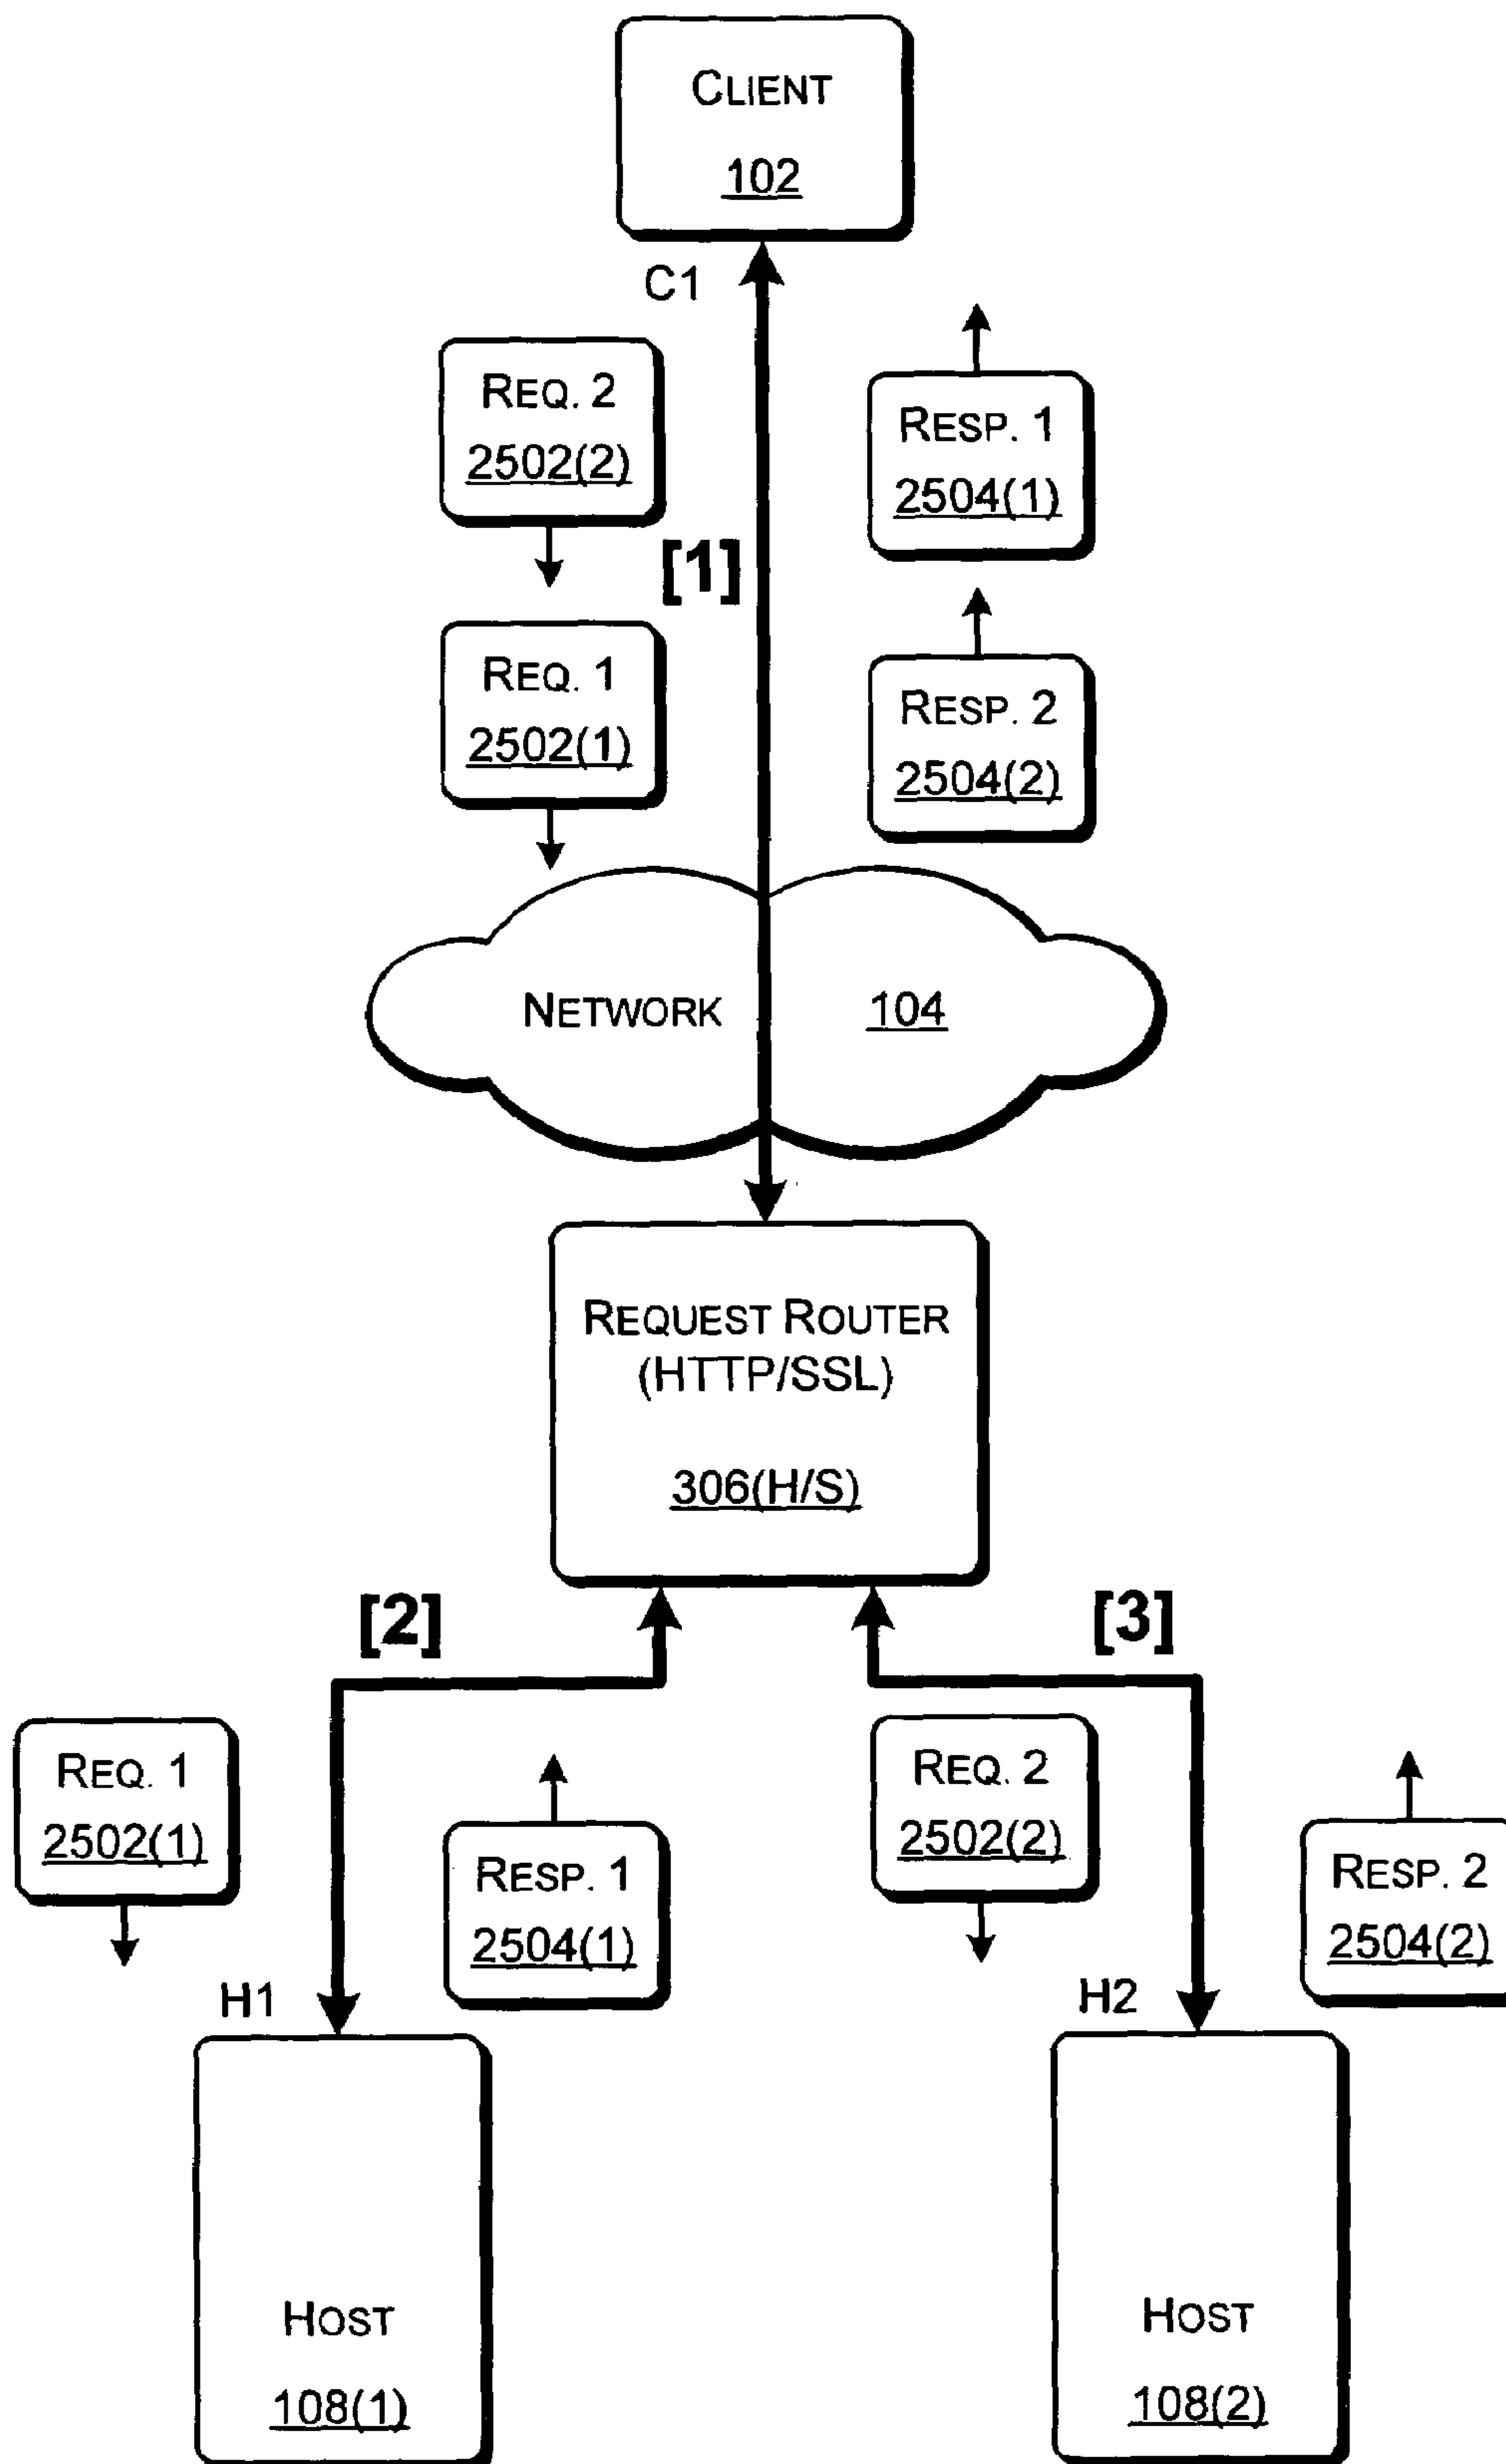 CLIENT
102
C1
REQ. 2
2502(2)
RESP. 1
2504(1)
[1]
REQ. 1
2502(1)
RESP. 2
2504(2)
NETWORK 104
REQUEST ROUTER
(HTTP/SSL)
306(H/S)
[2]
[3]
REQ. 1
2502(1)
RESP. 1
2504(1)
REQ. 2
2502(2)
RESP. 2
2504(2)
H1
H2
HOST
108(1)
HOST
108(2)